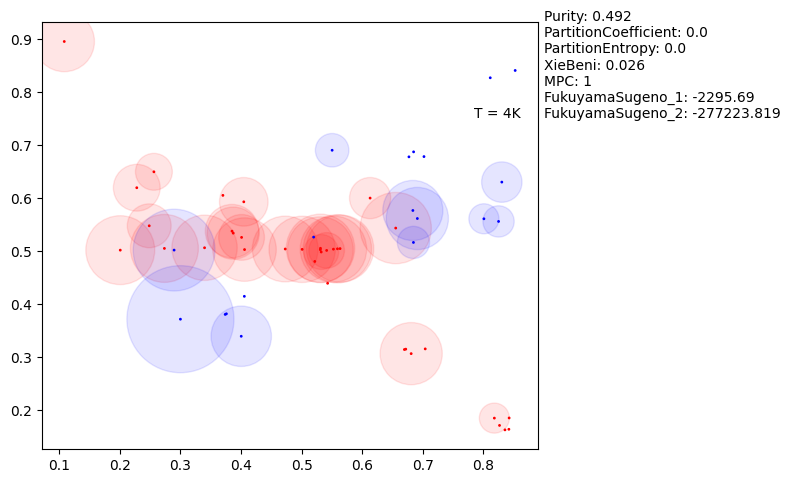 Purity: 0.492
PartitionCoefficient: 0.0
PartitionEntropy: 0.0
XieBeni: 0.026
MPC: 1
FukuyamaSugeno_1: -2295.69
FukuyamaSugeno_2: -277223.819
T = 4K
0.9
0.8
0.7
0.6
0.5
0.4
0.3
0.2
0.1 0.2 0.3 0.4 0.5 0.6 0.7 0.8